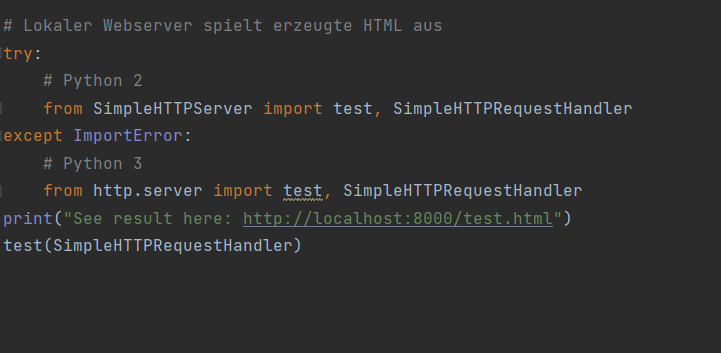 # Lokaler Webserver spielt erzeugte HTML aus
try:
    # Python 2
    from SimpleHTTPServer import test, SimpleHTTPRequestHandler
except ImportError:
    # Python 3
    from http.server import test, SimpleHTTPRequestHandler
print("See result here: http://localhost:8000/test.html")
test(SimpleHTTPRequestHandler)